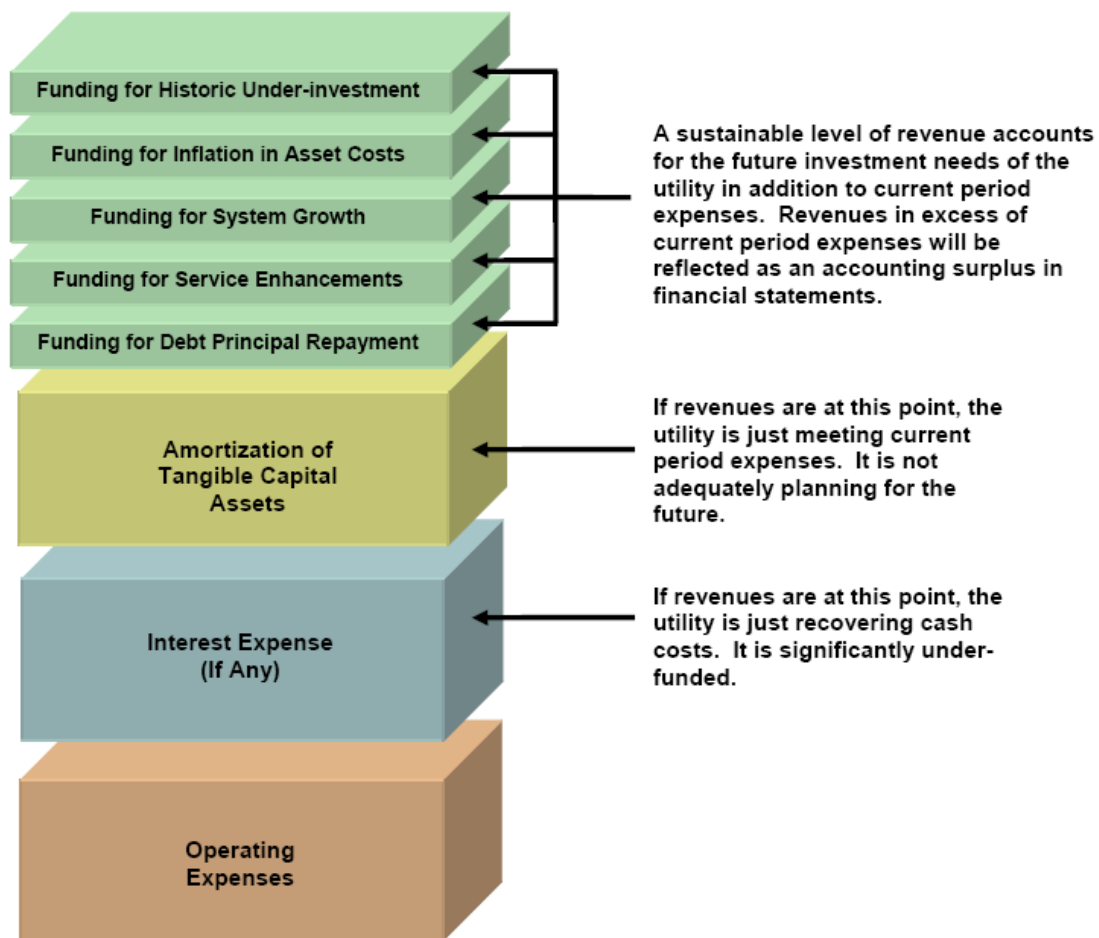 Funding for Historic Under-investment
Funding for Inflation in Asset Costs
Funding for System Growth
Funding for Service Enhancements
Funding for Debt Principal Repayment
A sustainable level of revenue accounts
for the future investment needs of the
utility in addition to current period
expenses. Revenues in excess of
current period expenses will be
reflected as an accounting surplus in
financial statements.
Amortization of
Tangible Capital
Assets
If revenues are at this point, the
utility is just meeting current
period expenses. It is not
adequately planning for the
future.
Interest Expense
(If Any)
If revenues are at this point, the
utility is just recovering cash
costs. It is significantly under-
funded.
Operating
Expenses